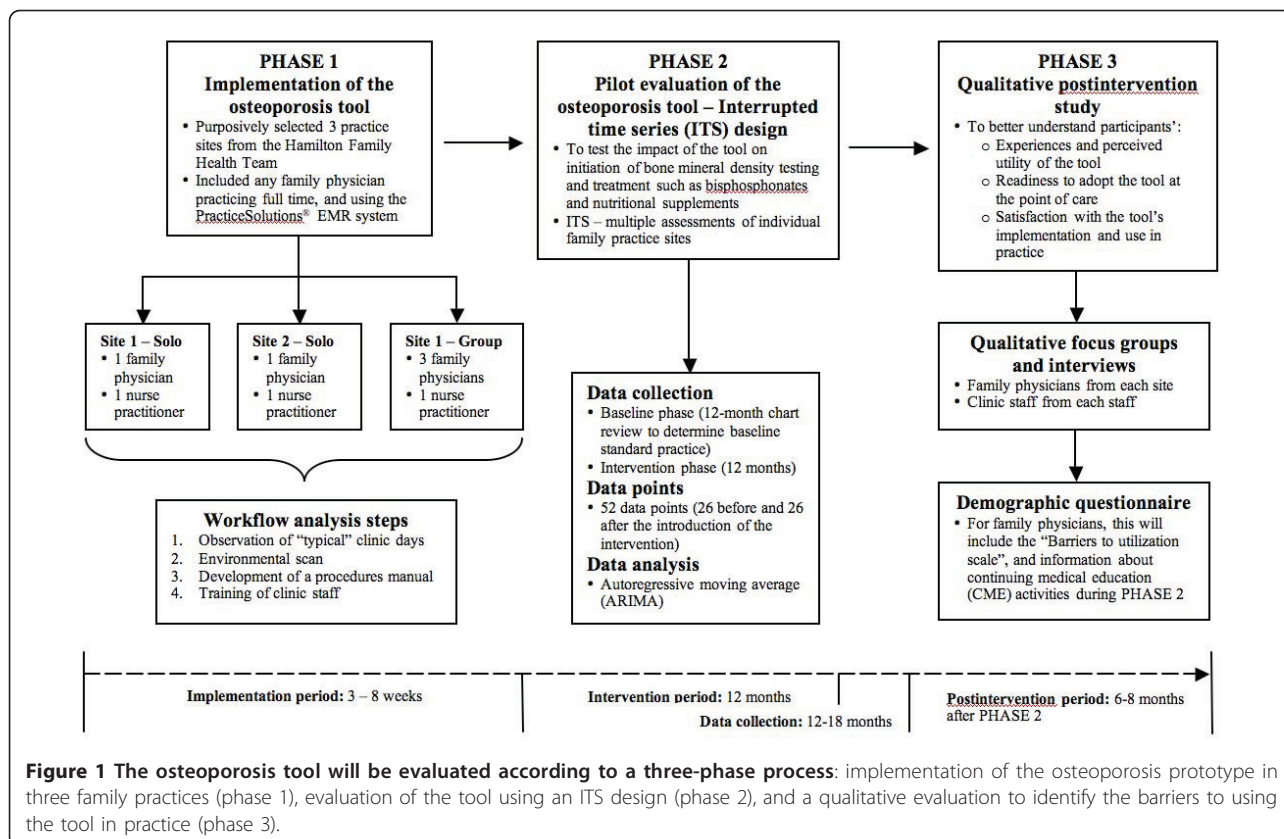 PHASE 1
Implementation of the
osteoporosis tool
• Purposively selected 3 practice
sites from the Hamilton Family
Health Team
• Included any family physician
practicing full time, and using the
PracticeSolutions® EMR system
PHASE 2
Pilot evaluation of the
osteoporosis tool – Interrupted
time series (ITS) design
• To test the impact of the tool on
initiation of bone mineral density testing
and treatment such as bisphosphonates
and nutritional supplements
• ITS – multiple assessments of individual
family practice sites
PHASE 3
Qualitative postintervention
study
• To better understand participants':
o Experiences and perceived
utility of the tool
o Readiness to adopt the tool at
the point of care
o Satisfaction with the tool's
implementation and use in
practice
Site 1 – Solo
• 1 family
physician
• 1 nurse
practitioner
Site 2 – Solo
• 1 family
physician
• 1 nurse
practitioner
Site 1 – Group
• 3 family
physicians
• 1 nurse
practitioner
Workflow analysis steps
1. Observation of "typical" clinic days
2. Environmental scan
3. Development of a procedures manual
4. Training of clinic staff
Data collection
• Baseline phase (12-month chart
review to determine baseline
standard practice)
• Intervention phase (12 months)
Data points
• 52 data points (26 before and 26
after the introduction of the
intervention)
Data analysis
• Autoregressive moving average
(ARIMA)
Qualitative focus groups
and interviews
• Family physicians from each site
• Clinic staff from each staff
Demographic questionnaire
• For family physicians, this will
include the "Barriers to utilization
scale", and information about
continuing medical education
(CME) activities during PHASE 2
Implementation period: 3 – 8 weeks
Intervention period: 12 months
Data collection: 12-18 months
Postintervention period: 6-8 months
after PHASE 2
Figure 1 The osteoporosis tool will be evaluated according to a three-phase process: implementation of the osteoporosis prototype in
three family practices (phase 1), evaluation of the tool using an ITS design (phase 2), and a qualitative evaluation to identify the barriers to using
the tool in practice (phase 3).